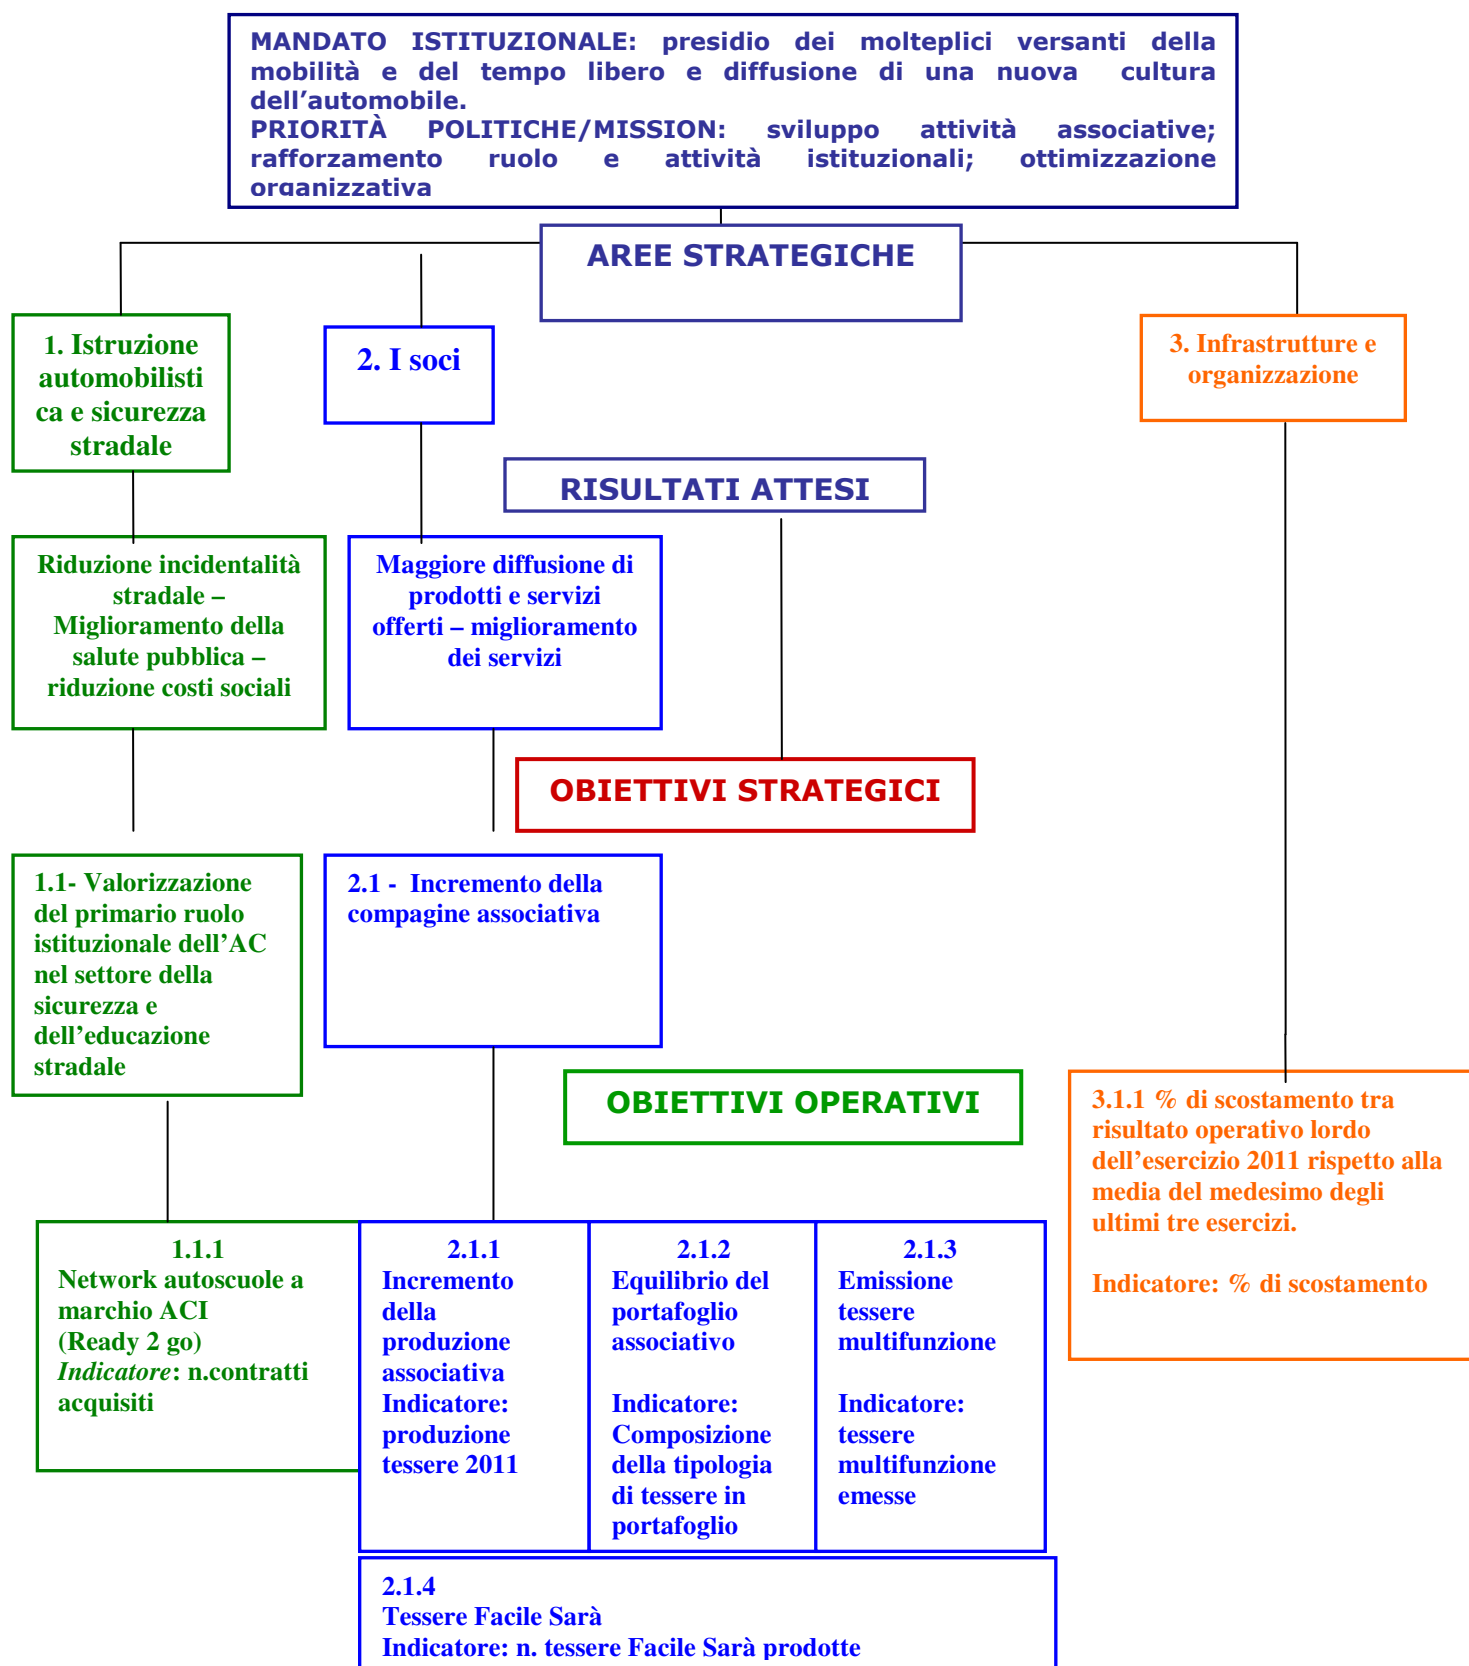 MANDATO ISTITUZIONALE: presidio dei molteplici versanti della
mobilità e del tempo libero e diffusione di una nuova cultura
dell’automobile.
PRIORITÀ POLITICHE/MISSION: sviluppo attività associative;
rafforzamento ruolo e attività istituzionali; ottimizzazione
organizzativa
AREE STRATEGICHE
1. Istruzione
automobilisti
ca e sicurezza
stradale
2. I soci
3. Infrastrutture e
organizzazione
RISULTATI ATTESI
Riduzione incidentalità
stradale –
Miglioramento della
salute pubblica –
riduzione costi sociali
Maggiore diffusione di
prodotti e servizi
offerti – miglioramento
dei servizi
OBIETTIVI STRATEGICI
1.1- Valorizzazione
del primario ruolo
istituzionale dell’AC
nel settore della
sicurezza e
dell’educazione
stradale
2.1 - Incremento della
compagine associativa
OBIETTIVI OPERATIVI
3.1.1 % di scostamento tra
risultato operativo lordo
dell’esercizio 2011 rispetto alla
media del medesimo degli
ultimi tre esercizi.
Indicatore: % di scostamento
1.1.1
Network autoscuole a
marchio ACI
(Ready 2 go)
Indicatore: n.contratti
acquisiti
2.1.1
Incremento
della
produzione
associativa
Indicatore:
produzione
tessere 2011
2.1.2
Equilibrio del
portafoglio
associativo
Indicatore:
Composizione
della tipologia
di tessere in
portafoglio
2.1.3
Emissione
tessere
multifunzione
Indicatore:
tessere
multifunzione
emesse
2.1.4
Tessere Facile Sarà
Indicatore: n. tessere Facile Sarà prodotte